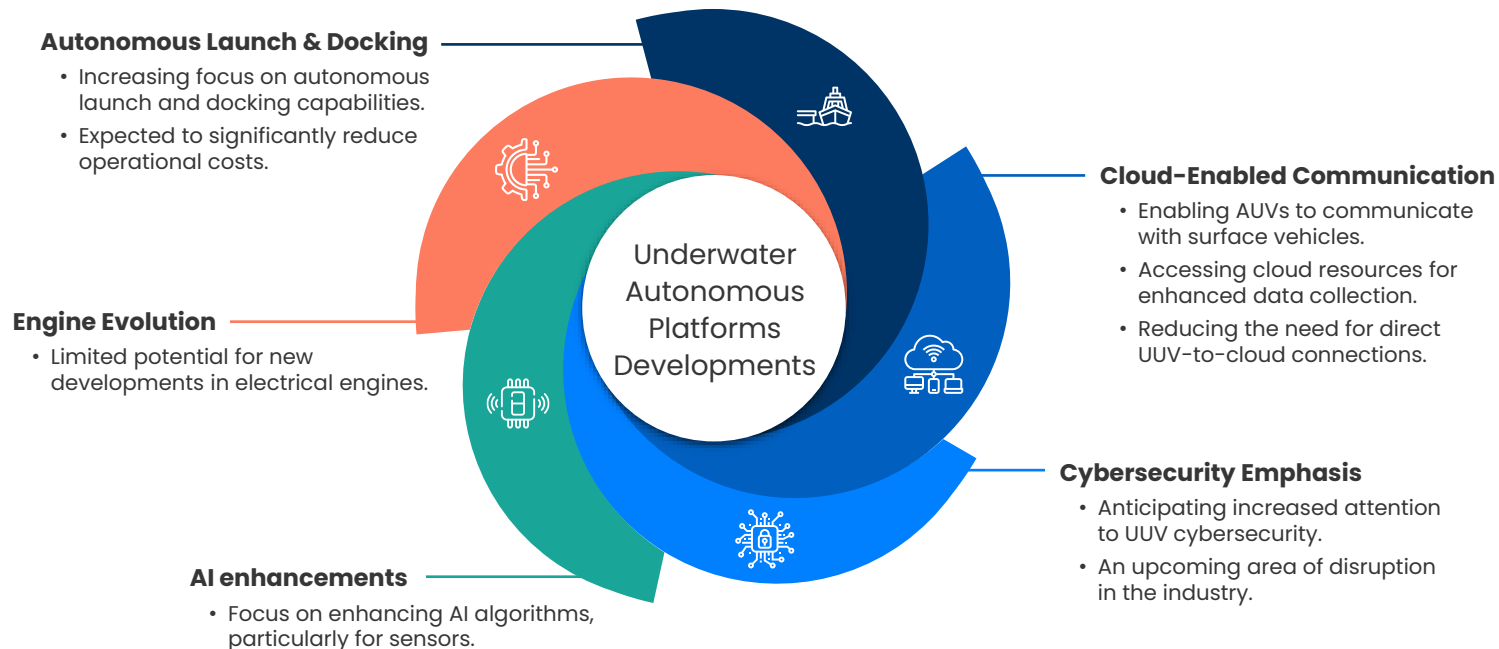 Autonomous Launch & Docking
• Increasing focus on autonomous
launch and docking capabilities.
• Expected to significantly reduce
operational costs.
Engine Evolution
• Limited potential for new
developments in electrical engines.
AI enhancements
• Focus on enhancing AI algorithms,
particularly for sensors.
Underwater
Autonomous
Platforms
Developments
Cloud-Enabled Communication
• Enabling AUVs to communicate
with surface vehicles.
• Accessing cloud resources for
enhanced data collection.
• Reducing the need for direct
UUV-to-cloud connections.
Cybersecurity Emphasis
• Anticipating increased attention
to UUV cybersecurity.
• An upcoming area of disruption
in the industry.